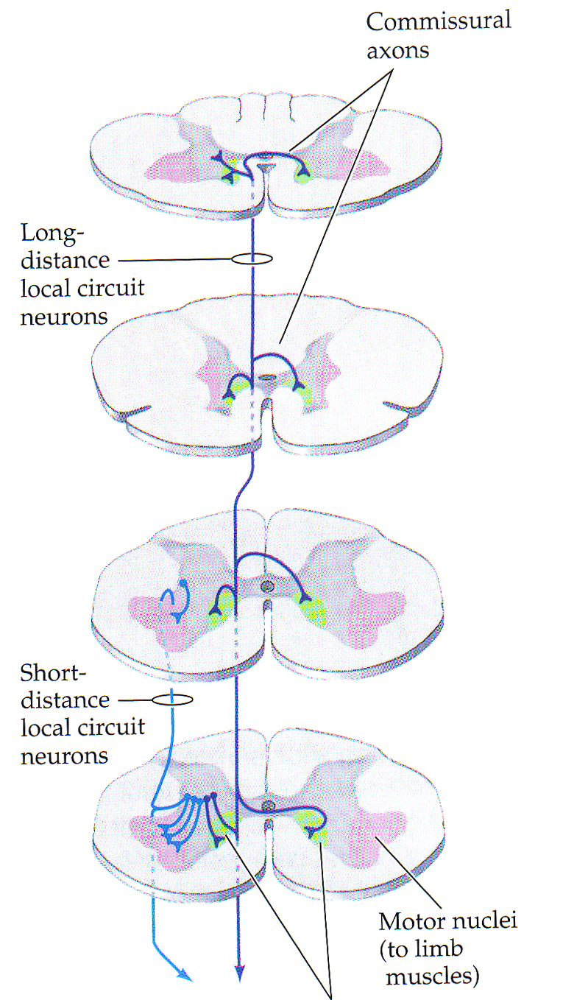 Commissural
axons
Long-
distance
local circuit
neurons
Short-
distance
local circuit
neurons
Motor nuclei
(to limb
muscles)